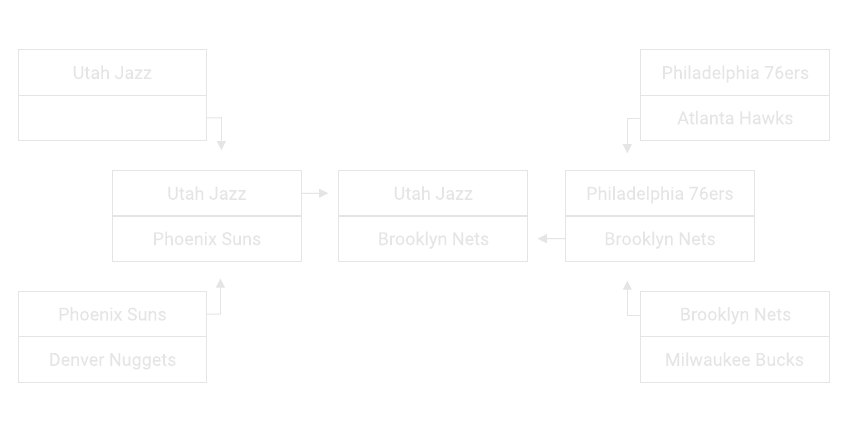 Utah Jazz
Philadelphia 76ers
Atlanta Hawks
Utah Jazz
Phoenix Suns
Utah Jazz
Brooklyn Nets
Philadelphia 76ers
Brooklyn Nets
Phoenix Suns
Denver Nuggets
Brooklyn Nets
Milwaukee Bucks